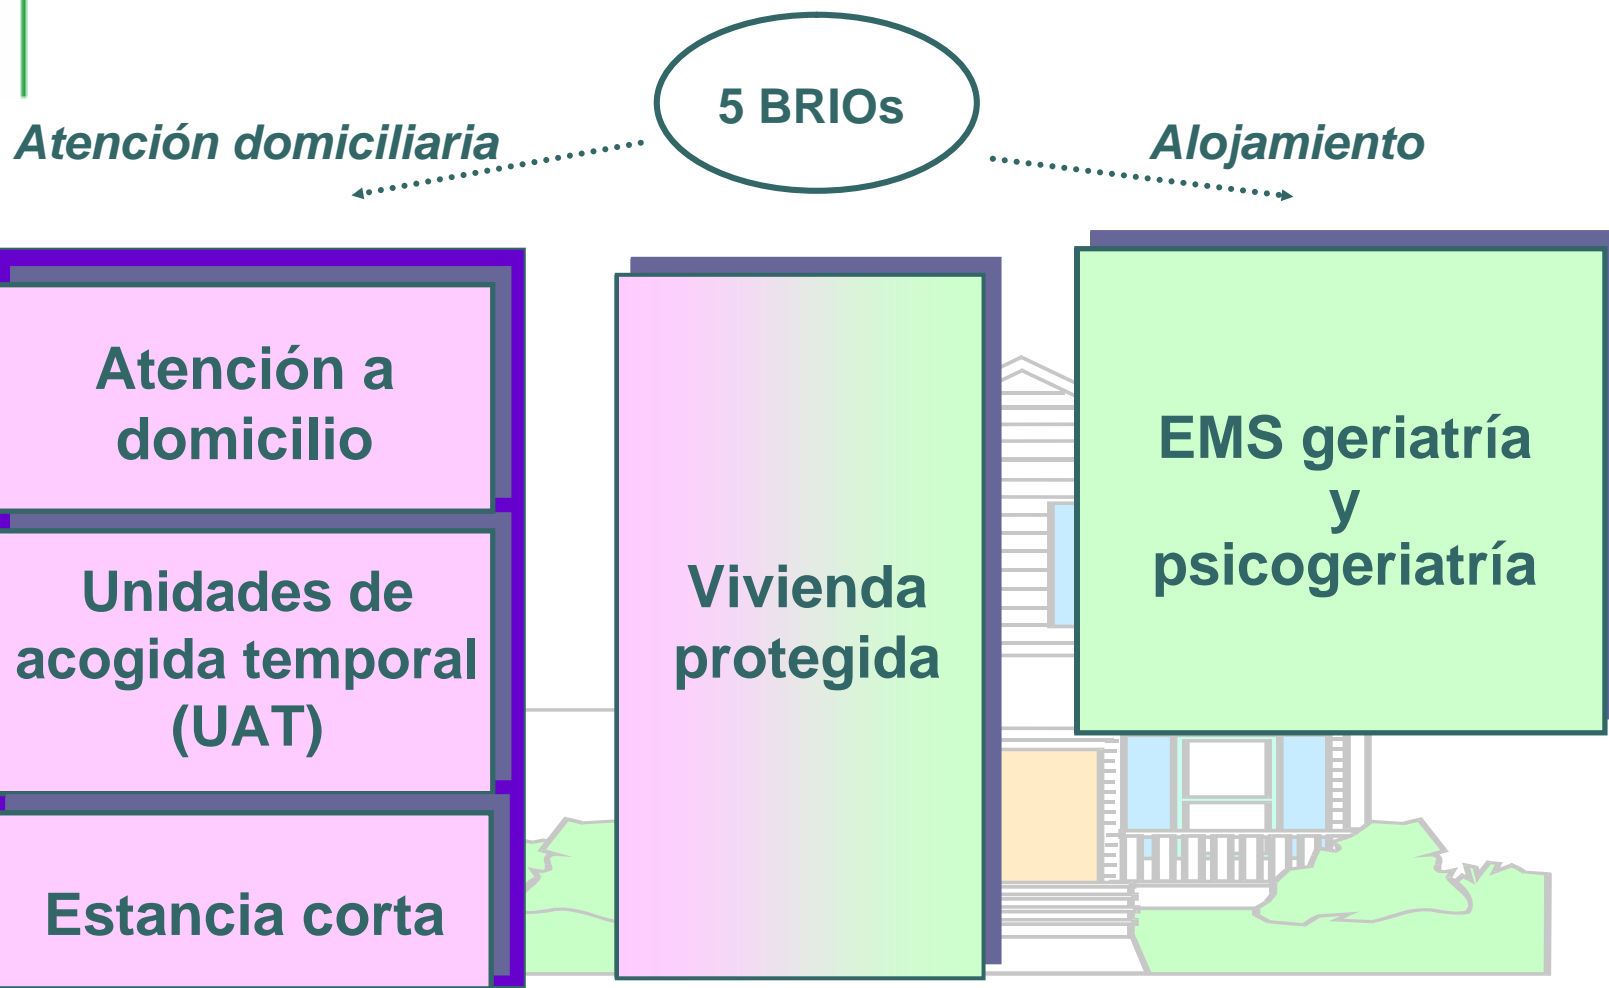 5 BRIOs
Atención domiciliaria
Alojamiento
Atención a
domicilio
Unidades de
acogida temporal
(UAT)
Estancia corta
Vivienda
protegida
EMS geriatría
y
psicogeriatría